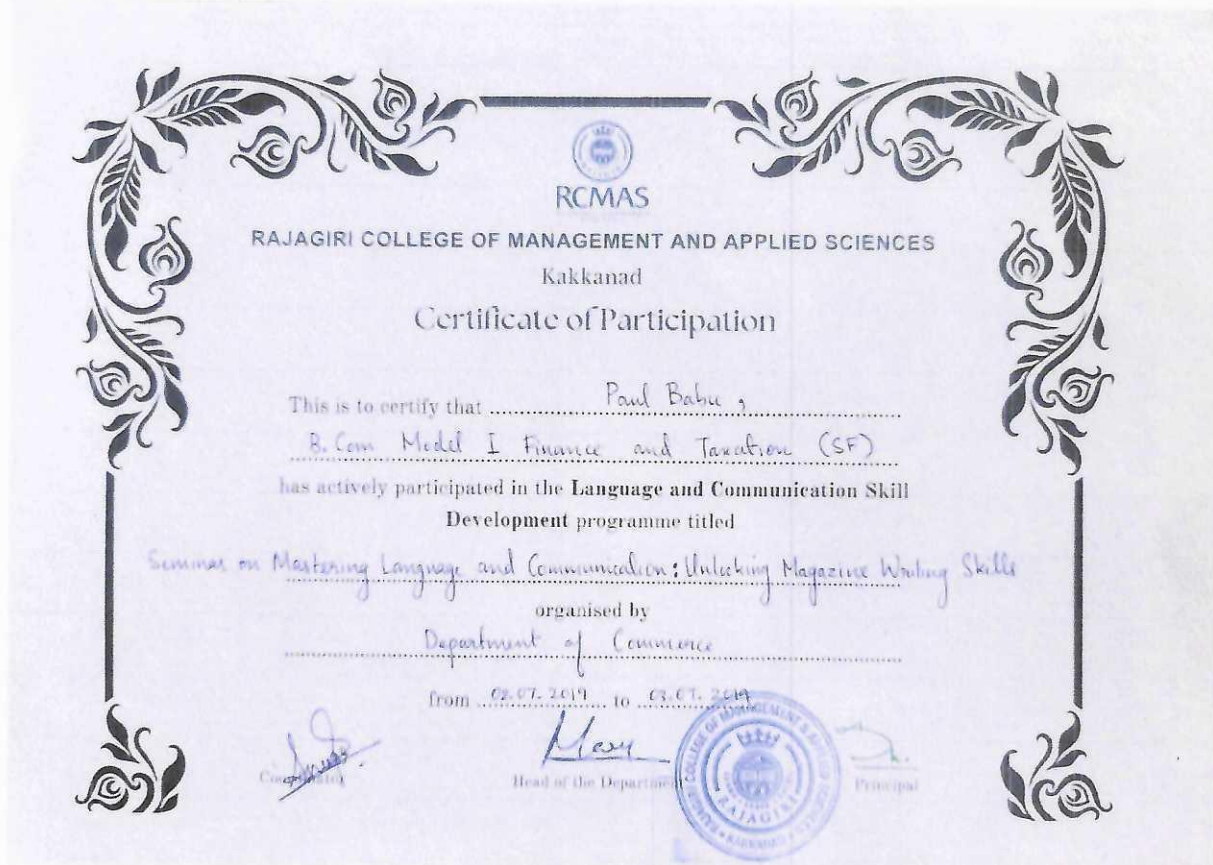 RCMAS
RAJAGIRI COLLEGE OF MANAGEMENT AND APPLIED SCIENCES
Kakkanad
Certificate of Participation
This is to certify that Paul Babu,
B.Com Model I Finance and Taxation (SF)
has actively participated in the Language and Communication Skill
Development programme titled
Seminar on Mastering Language and Communication: Unlocking Magazine Writing Skills
organised by
Department of Commerce
from 02.07.2019 to 03.07.2019
Coordinator
Head of the Department
Principal
RAJAGIRI